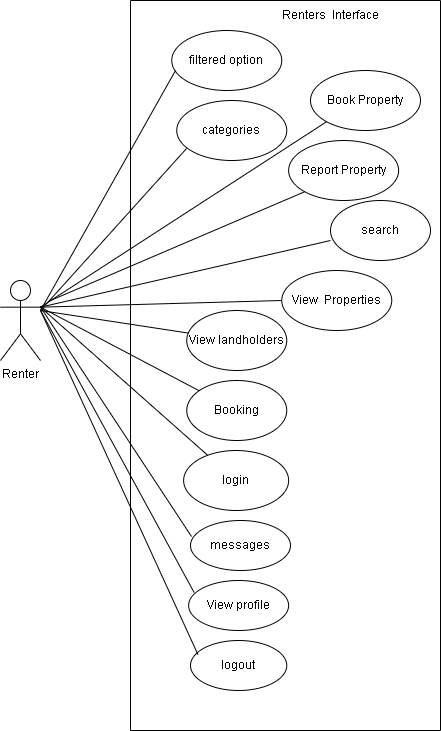 Renters Interface
filtered option
Book Property
categories
Report Property
search
View Properties
View landholders
Renter
Booking
login
messages
View profile
logout